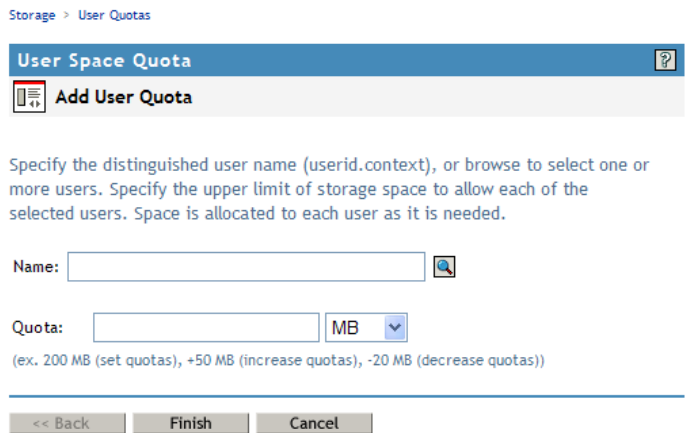 Storage > User Quotas
User Space Quota
?
Add User Quota
Specify the distinguished user name (userid.context), or browse to select one or
more users. Specify the upper limit of storage space to allow each of the
selected users. Space is allocated to each user as it is needed.
Name:
Quota: MB
(ex. 200 MB (set quotas), +50 MB (increase quotas), -20 MB (decrease quotas))
<< Back Finish Cancel